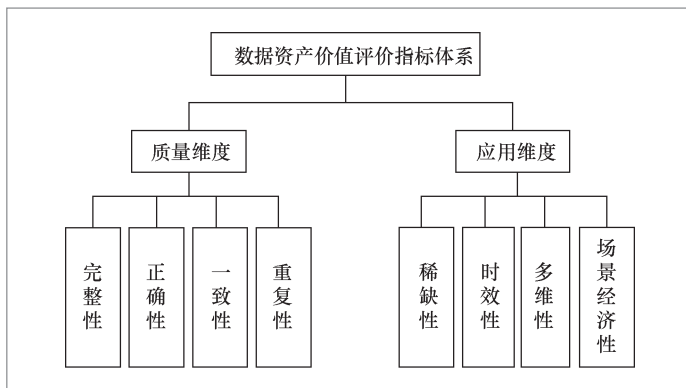 数据资产价值评价指标体系
质量维度
应用维度
完整性
正确性
一致性
重复性
稀缺性
时效性
多维性
场景经济性